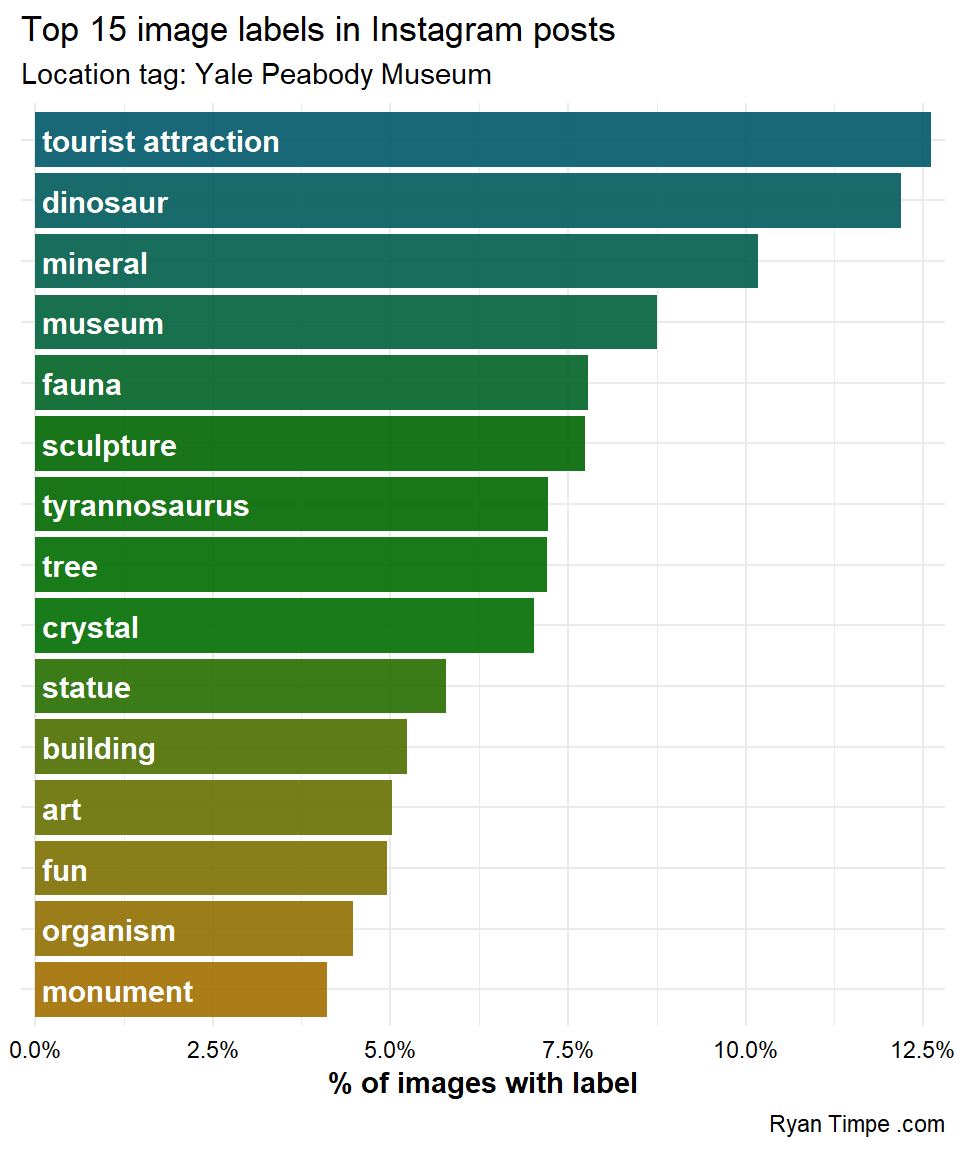 Top 15 image labels in Instagram posts
Location tag: Yale Peabody Museum
tourist attraction
dinosaur
mineral
museum
fauna
sculpture
tyrannosaurus
tree
crystal
statue
building
art
fun
organism
monument
0.0% 2.5% 5.0% 7.5% 10.0% 12.5%
% of images with label
Ryan Timpe .com